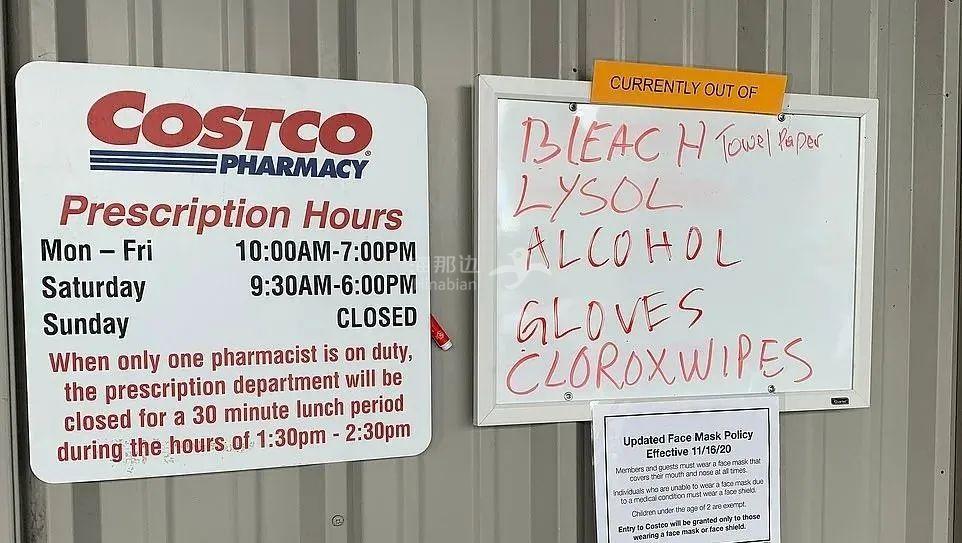 COSTCO
PHARMACY
Prescription Hours
Mon – Fri 10:00AM-7:00PM
Saturday 9:30AM-6:00PM
Sunday CLOSED
When only one pharmacist is on duty,
the prescription department will be
closed for a 30 minute lunch period
during the hours of 1:30pm - 2:30pm
CURRENTLY OUT OF
BLEACH Towel Paper
LYSOL
ALCOHOL
GLOVES
CLOROX WIPES
Updated Face Mask Policy
Effective 11/16/20
Members and guests must wear a face mask that
covers their mouth and nose at all times.
Individuals who are unable to wear a face mask due
to a medical condition must wear a face shield.
Children under the age of 2 are exempt.
Entry to Costco will be granted only to those
wearing a face mask or face shield.
那边
inabian